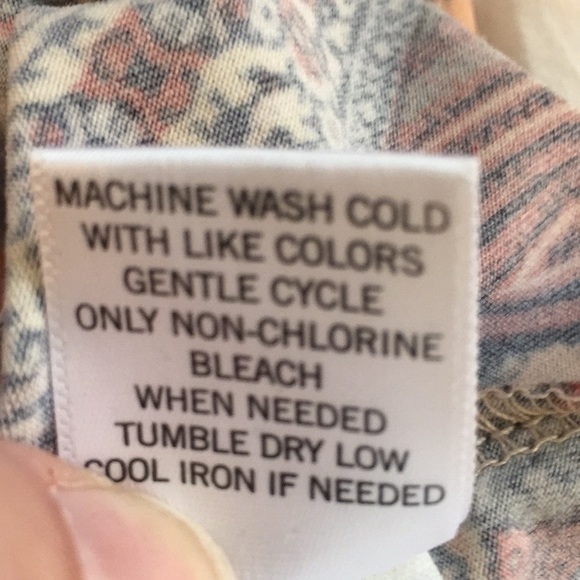 MACHINE WASH COLD
WITH LIKE COLORS
GENTLE CYCLE
ONLY NON-CHLORINE
BLEACH
WHEN NEEDED
TUMBLE DRY LOW
COOL IRON IF NEEDED